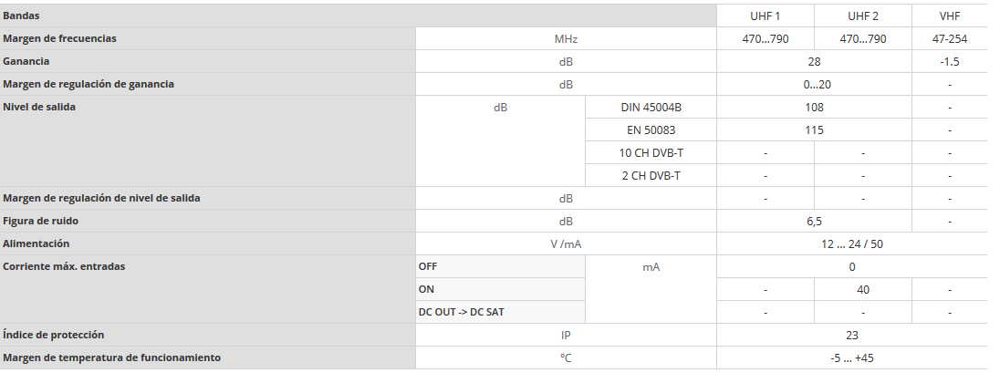 Bandas UHF 1 UHF 2 VHF
Margen de frecuencias MHz 470...790 470...790 47-254
Ganancia dB 28 -1.5
Margen de regulación de ganancia dB 0...20 -
Nivel de salida dB DIN 45004B 108 -
EN 50083 115 -
10 CH DVB-T - - -
2 CH DVB-T - - -
Margen de regulación de nivel de salida dB - - -
Figura de ruido dB 6,5 -
Alimentación V /mA 12 ... 24 / 50
Corriente máx. entradas OFF mA 0
ON - 40 -
DC OUT -> DC SAT - - -
Índice de protección IP 23
Margen de temperatura de funcionamiento ºC -5 ... +45